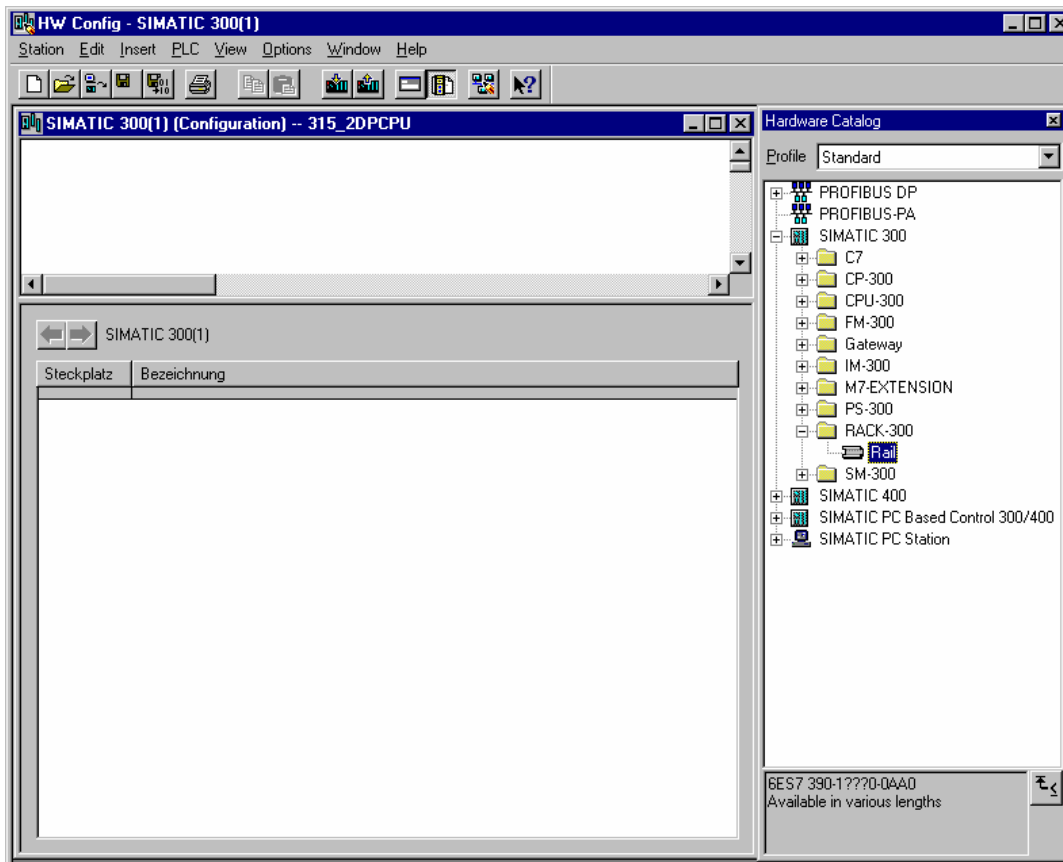 HW Config - SIMATIC 300(1)
Station Edit Insert PLC View Options Window Help
SIMATIC 300(1) (Configuration) -- 315_2DPCPU
SIMATIC 300(1)
Steckplatz Bezeichnung
Hardware Catalog
Profile Standard
PROFIBUS DP
PROFIBUS-PA
SIMATIC 300
C7
CP-300
CPU-300
FM-300
Gateway
IM-300
M7-EXTENSION
PS-300
RACK-300
Rail
SM-300
SIMATIC 400
SIMATIC PC Based Control 300/400
SIMATIC PC Station
6ES7 390-1???0-0AA0
Available in various lengths